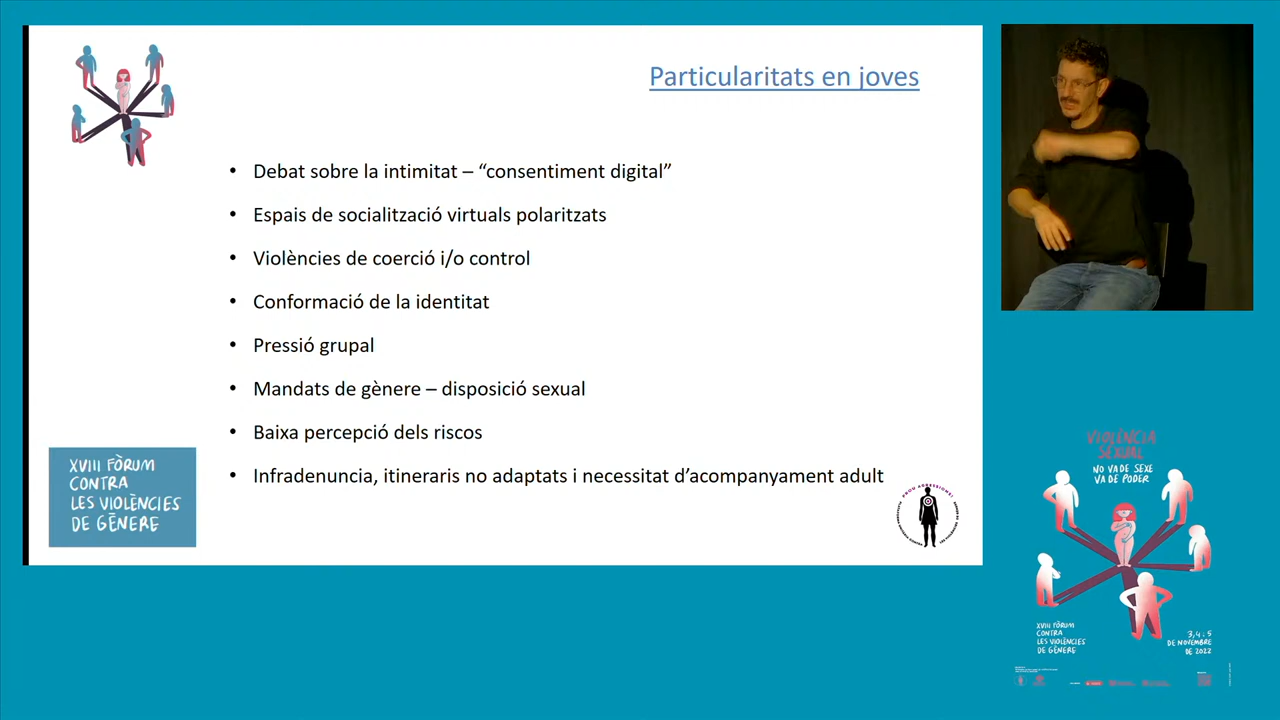 Particularitats en joves
• Debat sobre la intimitat – “consentiment digital”
• Espais de socialització virtuals polaritzats
• Violències de coerció i/o control
• Conformació de la identitat
• Pressió grupal
• Mandats de gènere – disposició sexual
• Baixa percepció dels riscos
• Infradenuncia, itineraris no adaptats i necessitat d’acompanyament adult
XVIII FÒRUM
CONTRA
LES VIOLÈNCIES
DE GÈNERE
PROU AGRESSIONS!
VIOLÈNCIA
SEXUAL
NO VA DE SEXE
VA DE PODER
XVIII FÒRUM
CONTRA
LES VIOLÈNCIES
DE GÈNERE
3, 4 i 5
DE NOVEMBRE
DE 2022